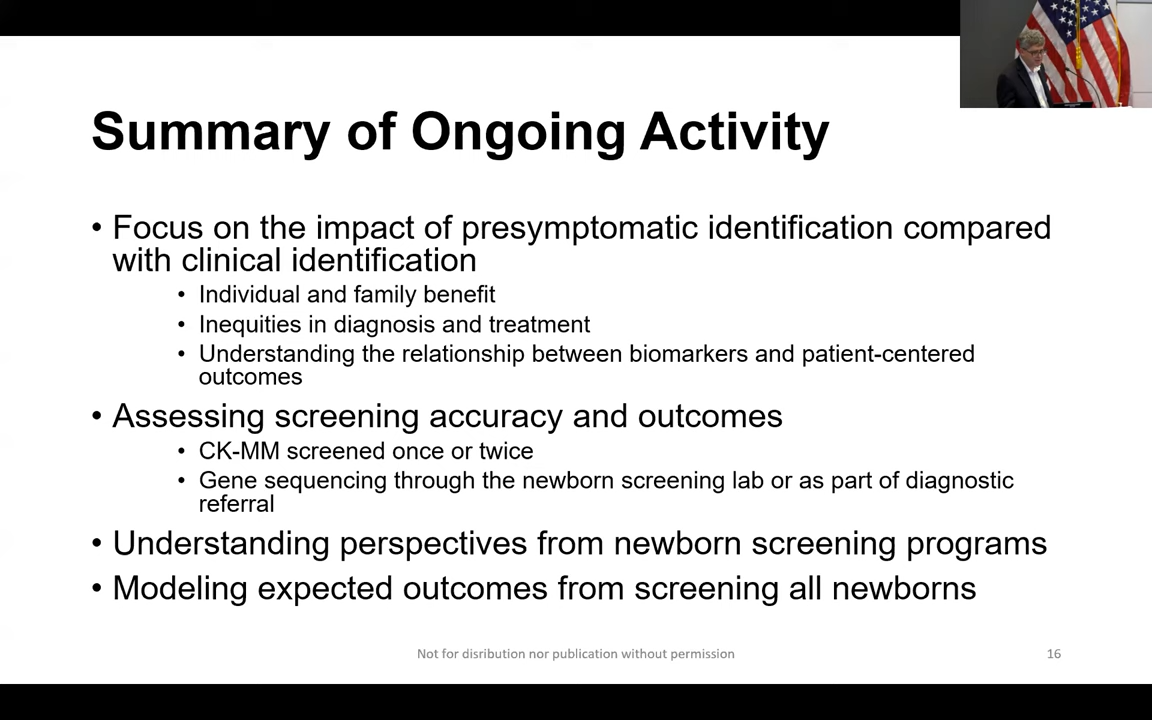 Summary of Ongoing Activity
• Focus on the impact of presymptomatic identification compared
with clinical identification
• Individual and family benefit
• Inequities in diagnosis and treatment
• Understanding the relationship between biomarkers and patient-centered
outcomes
• Assessing screening accuracy and outcomes
• CK-MM screened once or twice
• Gene sequencing through the newborn screening lab or as part of diagnostic
referral
• Understanding perspectives from newborn screening programs
• Modeling expected outcomes from screening all newborns
Not for disribution nor publication without permission
16